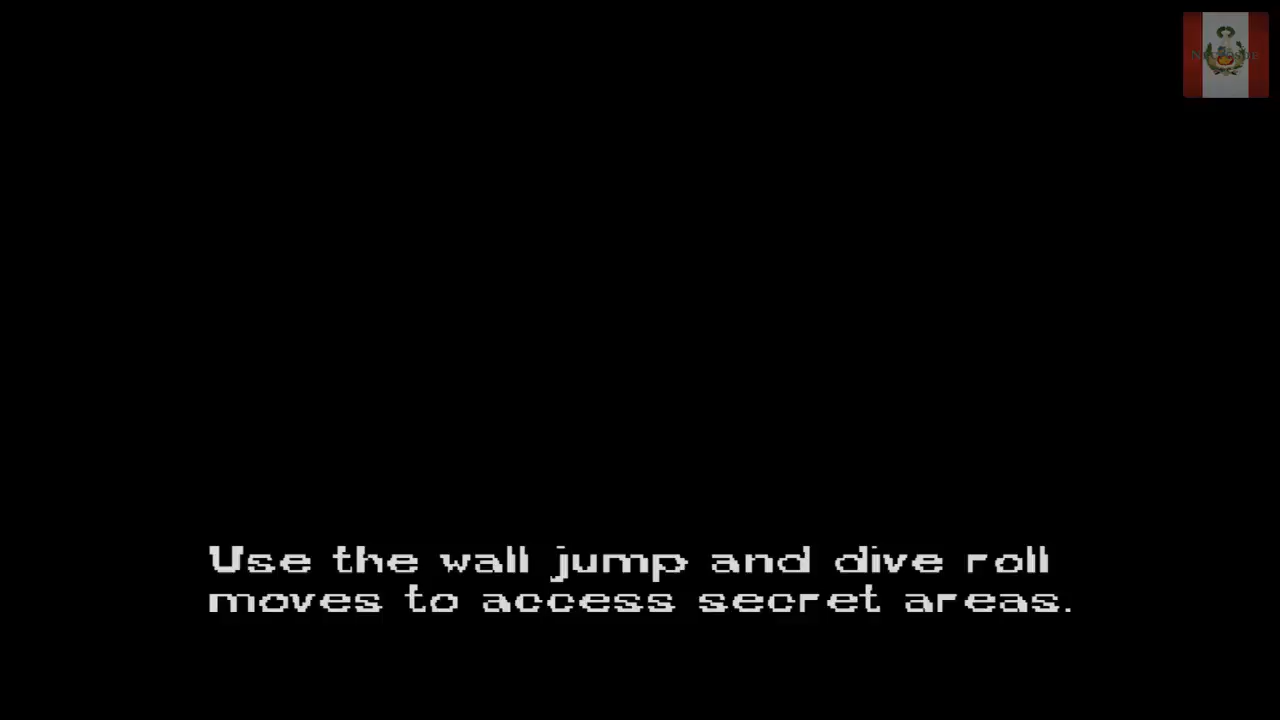 Use the wall jump and dive roll
moves to access secret areas.